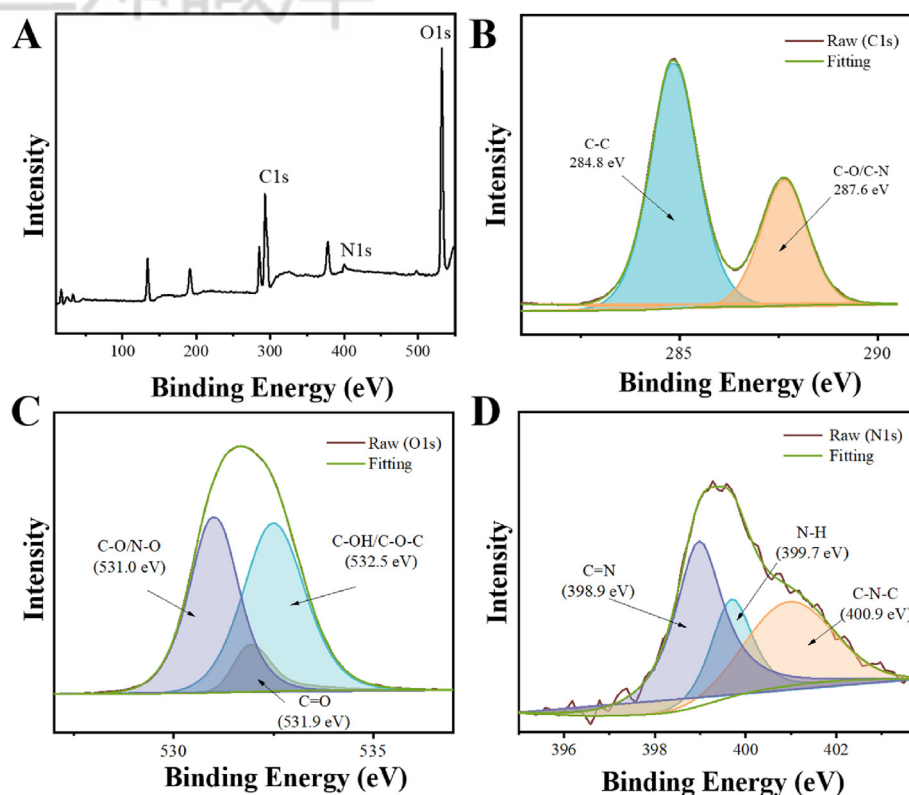 A
O1s
C1s
N1s
Intensity
100
200
300
400
500
Binding Energy (eV)
B
Raw (C1s)
Fitting
C-C
284.8 eV
C-O/C-N
287.6 eV
Intensity
285
290
Binding Energy (eV)
C
Raw (O1s)
Fitting
C-O/N-O
(531.0 eV)
C-OH/C-O-C
(532.5 eV)
C=O
(531.9 eV)
Intensity
530
535
Binding Energy (eV)
D
Raw (N1s)
Fitting
N-H
(399.7 eV)
C=N
(398.9 eV)
C-N-C
(400.9 eV)
Intensity
396
398
400
402
Binding Energy (eV)